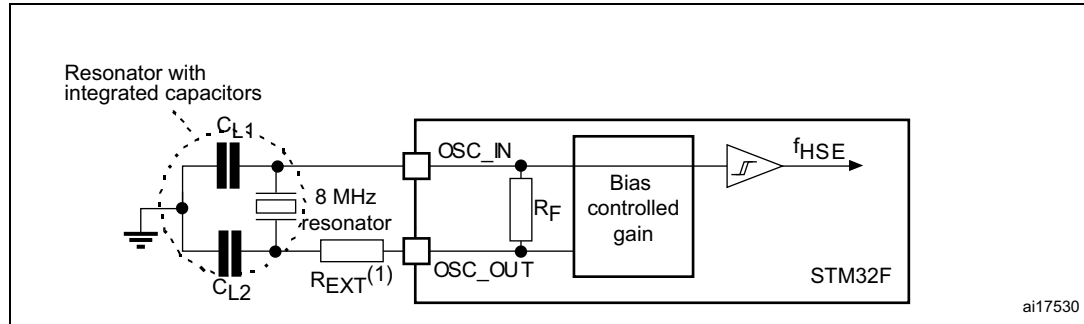 Resonator with
integrated capacitors
CL1
OSC_IN
fHSE
8 MHz
resonator
RF
Bias
controlled
gain
REXT(1)
OSC_OUT
STM32F
CL2
ai17530